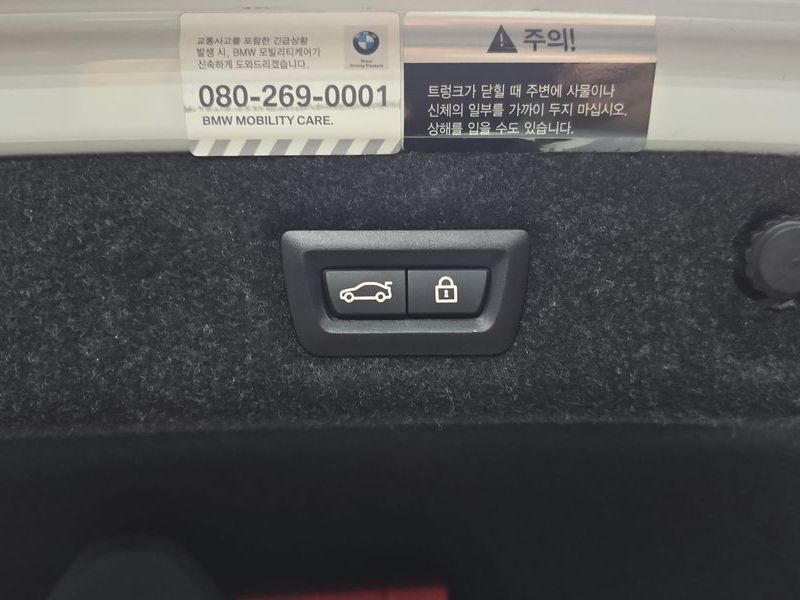 교통사고를 포함한 긴급상황
발생 시, BMW 모빌리티케어가
신속하게 도와드리겠습니다.
080-269-0001
BMW MOBILITY CARE.
주의!
트렁크가 닫힐 때 주변에 사물이나
신체의 일부를 가까이 두지 마십시오.
상해를 입을 수도 있습니다.